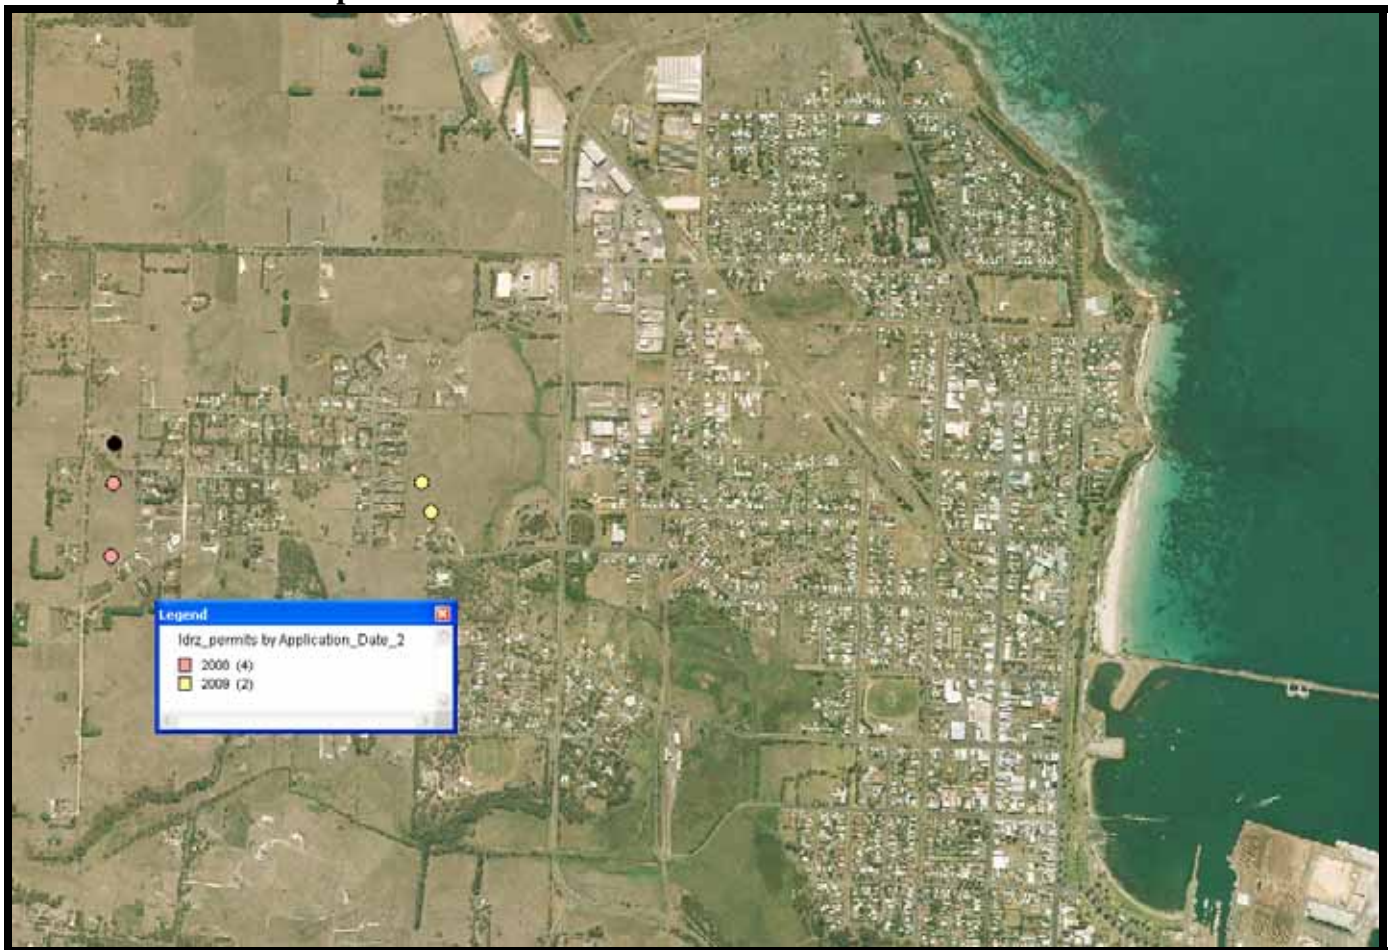 Legend
ldrz_permits by Application_Date_2
2008 (4)
2009 (2)